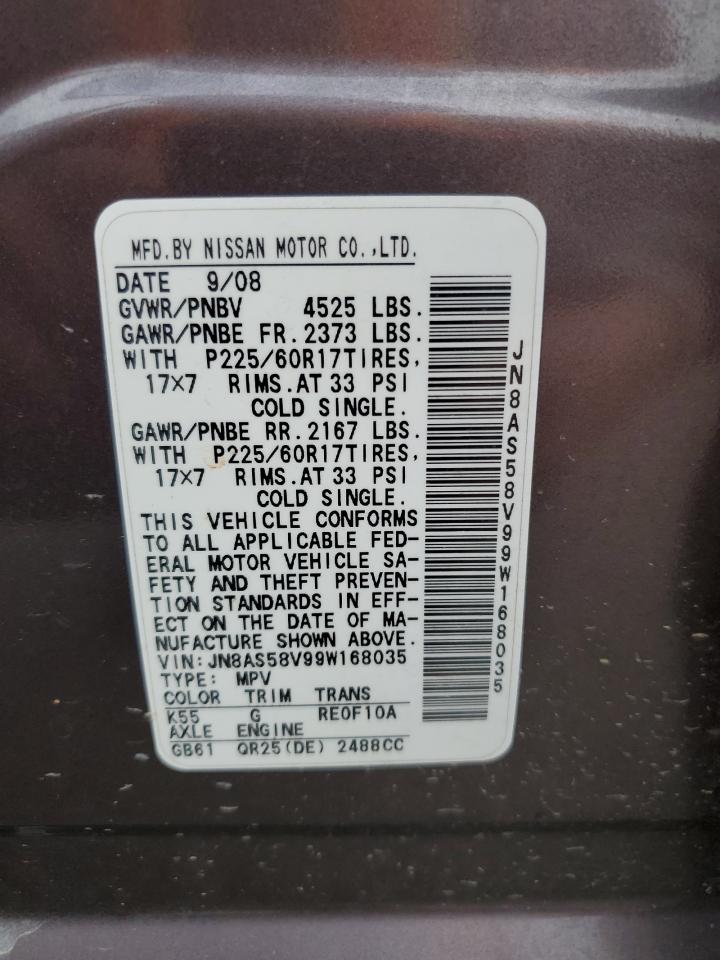 MFD.BY NISSAN MOTOR CO.,LTD.
DATE 9/08
GVWR/PNBV 4525 LBS.
GAWR/PNBE FR.2373 LBS.
WITH P225/60R17TIRES,
17×7 RIMS.AT 33 PSI
COLD SINGLE.
GAWR/PNBE RR.2167 LBS.
WITH P225/60R17TIRES,
17×7 RIMS.AT 33 PSI
COLD SINGLE.
THIS VEHICLE CONFORMS
TO ALL APPLICABLE FED-
ERAL MOTOR VEHICLE SA-
FETY AND THEFT PREVEN-
TION STANDARDS IN EFF-
ECT ON THE DATE OF MA-
NUFACTURE SHOWN ABOVE.
VIN:JN8AS58V99W168035
TYPE: MPV
COLOR TRIM TRANS
K55 G RE0F10A
AXLE ENGINE
GB61 QR25(DE) 2488CC
JN8AS58V99W168035